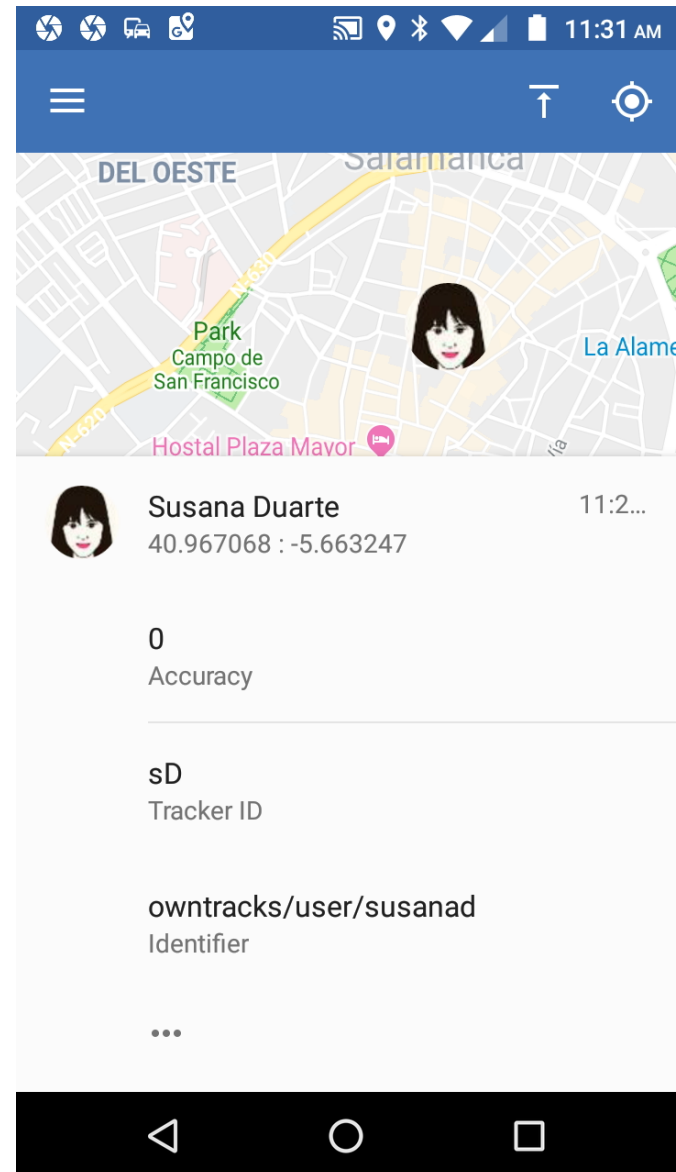 11:31 AM
DEL OESTE
Salamanca
N-630
Park
Campo de
San Francisco
La Alame
N-620
Hostal Plaza Mayor
vía
Susana Duarte
11:2...
40.967068 : -5.663247
0
Accuracy
sD
Tracker ID
owntracks/user/susanad
Identifier